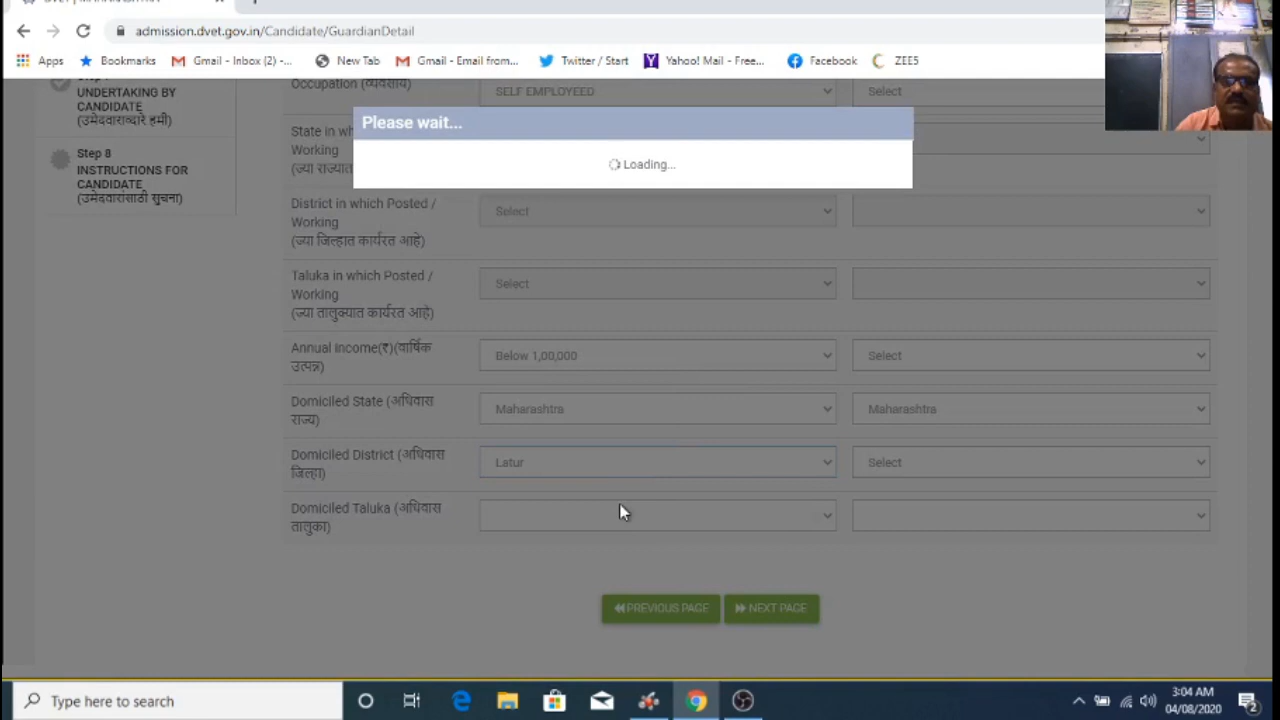 admission.dvet.gov.in/Candidate/GuardianDetail
Apps Bookmarks Gmail - Inbox (2) -... New Tab Gmail - Email from... Twitter / Start Yahoo! Mail - Free... Facebook ZEE5
UNDERTAKING BY
CANDIDATE
(उमेदवाराव्दारे हमी)
Step 8
INSTRUCTIONS FOR
CANDIDATE
(उमेदवारांसाठी सुचना)
Occupation (व्यवसाय) SELF EMPLOYEED Select
Please wait...
Loading...
State in wh
Working
(ज्या राज्यात
District in which Posted /
Working
(ज्या जिल्हात कार्यरत आहे)
Select
Taluka in which Posted /
Working
(ज्या तालुक्यात कार्यरत आहे)
Select
Annual Income(₹)(वार्षिक
उत्पन्न)
Below 1,00,000 Select
Domiciled State (अधिवास
राज्य)
Maharashtra Maharashtra
Domiciled District (अधिवास
जिल्हा)
Latur Select
Domiciled Taluka (अधिवास
तालुका)
PREVIOUS PAGE NEXT PAGE
Type here to search
3:04 AM
04/08/2020
2